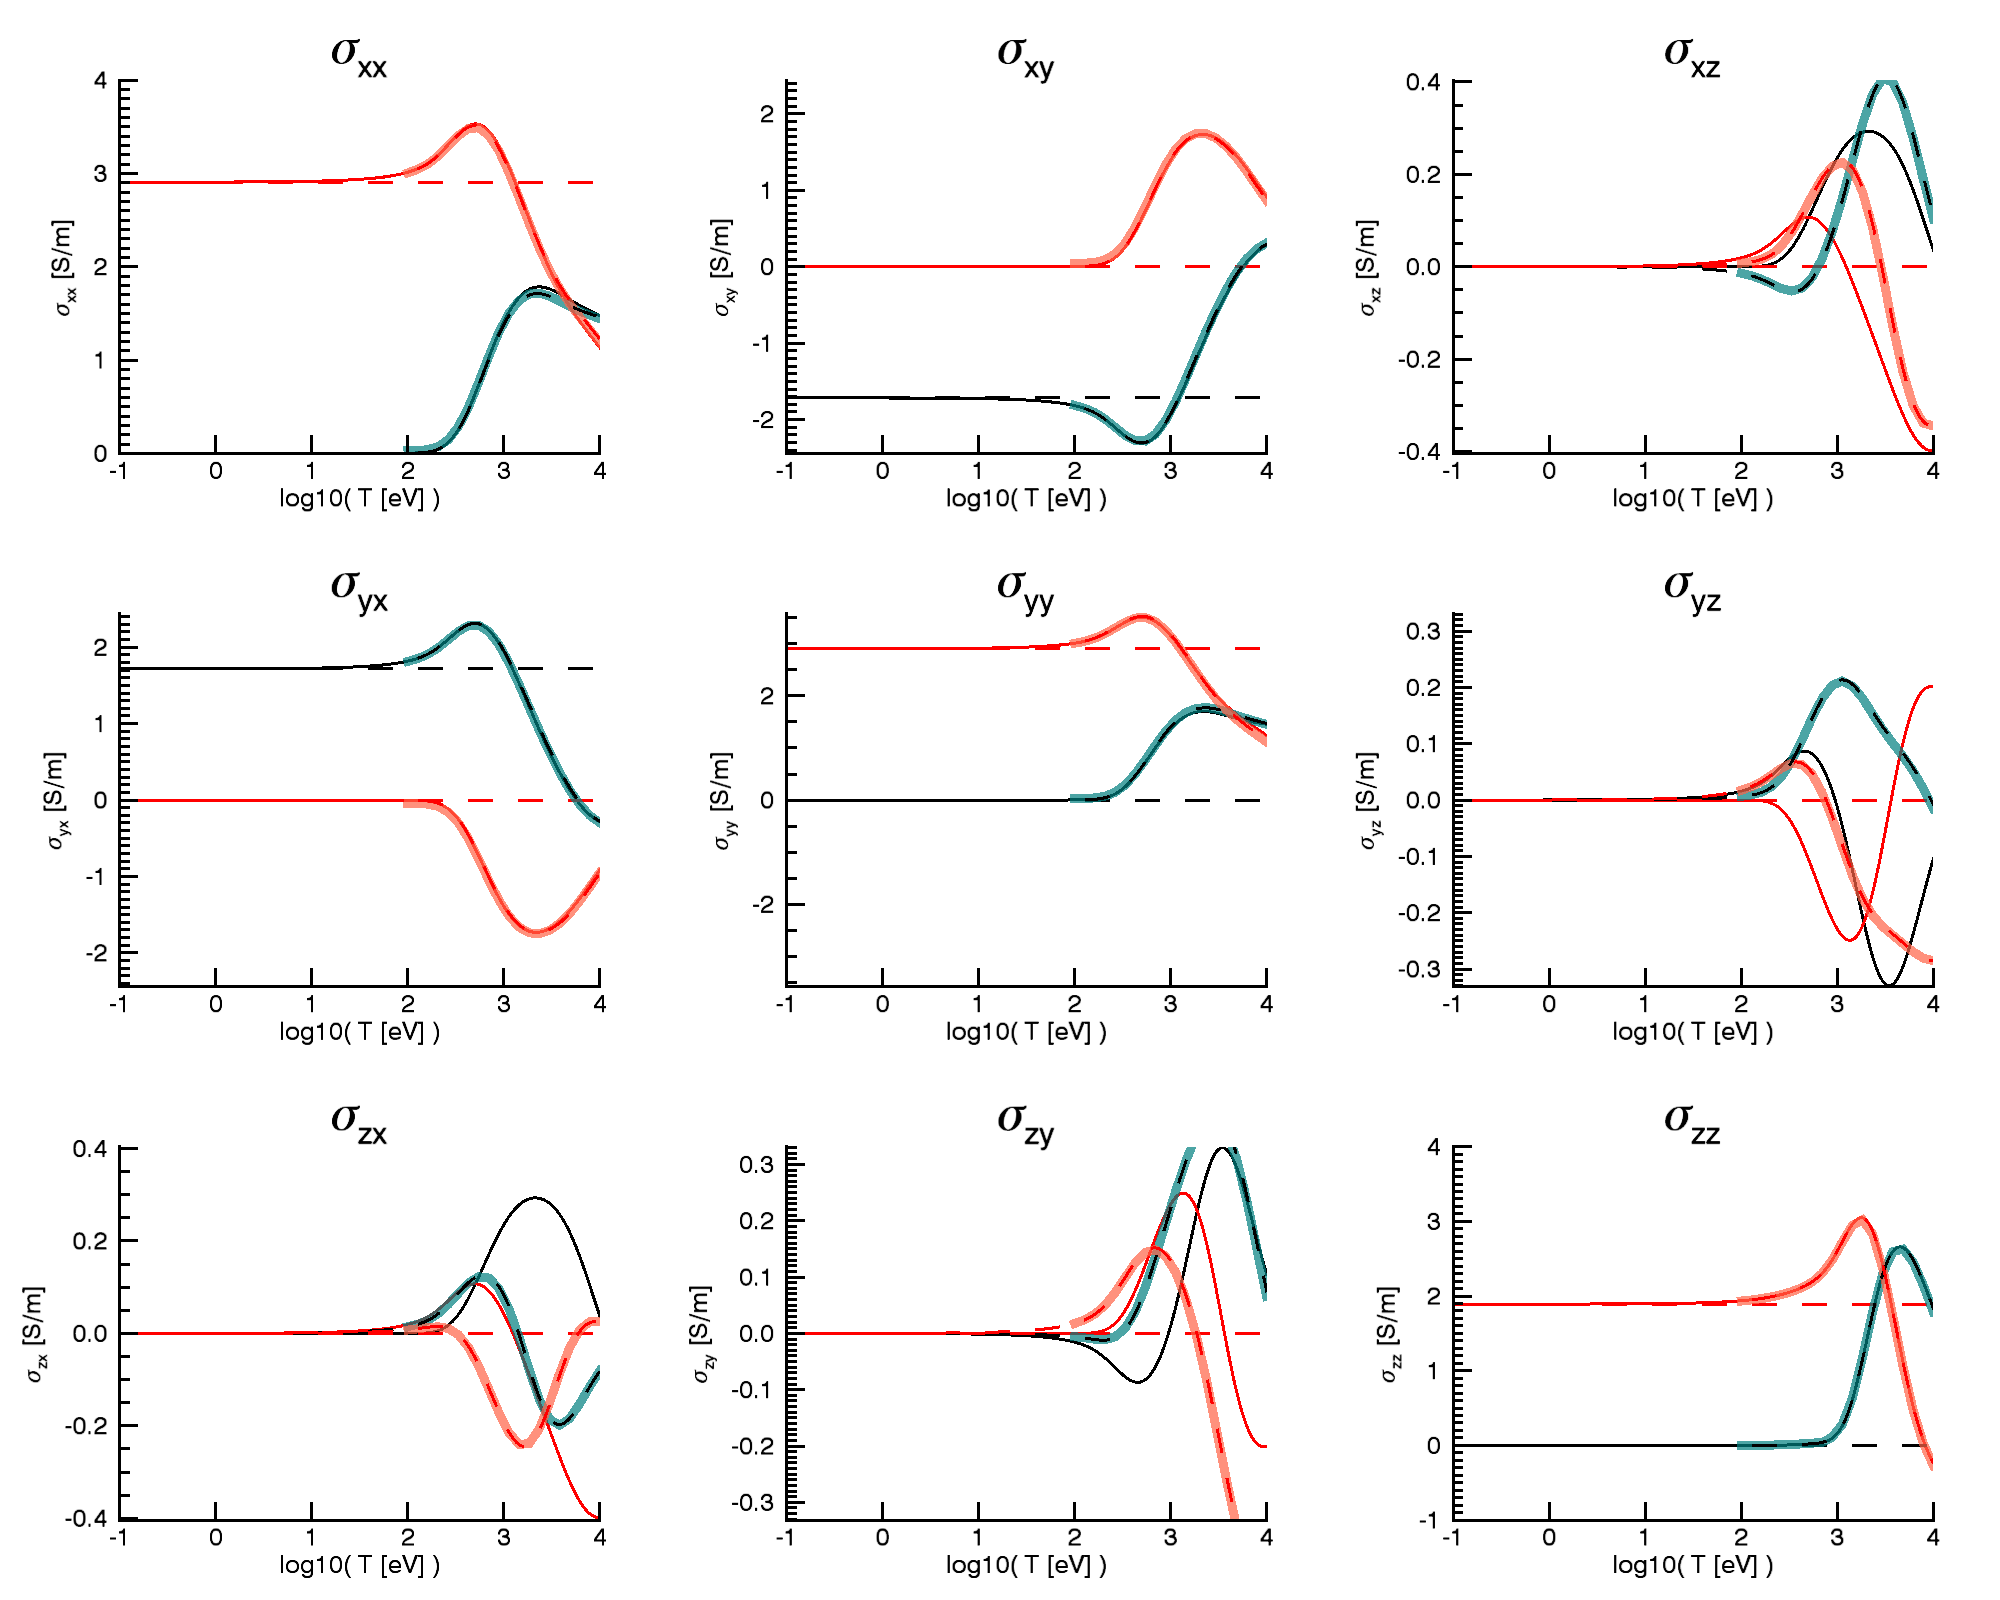 σxx
σxy
σxz
4
3
2
1
0
σxx [S/m]
-1 0 1 2 3 4
log10( T [eV] )
2
1
0
-1
-2
σxy [S/m]
-1 0 1 2 3 4
log10( T [eV] )
0.4
0.2
0.0
-0.2
-0.4
σxz [S/m]
-1 0 1 2 3 4
log10( T [eV] )
σyx
σyy
σyz
2
1
0
-1
-2
σyx [S/m]
-1 0 1 2 3 4
log10( T [eV] )
2
0
-2
σyy [S/m]
-1 0 1 2 3 4
log10( T [eV] )
0.3
0.2
0.1
0.0
-0.1
-0.2
-0.3
σyz [S/m]
-1 0 1 2 3 4
log10( T [eV] )
σzx
σzy
σzz
0.4
0.2
0.0
-0.2
-0.4
σzx [S/m]
-1 0 1 2 3 4
log10( T [eV] )
0.3
0.2
0.1
0.0
-0.1
-0.2
-0.3
σzy [S/m]
-1 0 1 2 3 4
log10( T [eV] )
4
3
2
1
0
-1
σzz [S/m]
-1 0 1 2 3 4
log10( T [eV] )